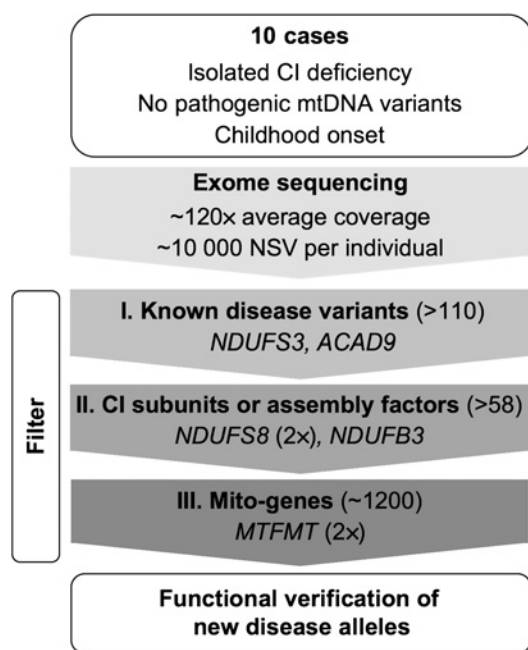 10 cases
Isolated CI deficiency
No pathogenic mtDNA variants
Childhood onset
Exome sequencing
~120× average coverage
~10 000 NSV per individual
Filter
I. Known disease variants (>110)
NDUFS3, ACAD9
II. CI subunits or assembly factors (>58)
NDUFS8 (2×), NDUFB3
III. Mito-genes (~1200)
MTFMT (2×)
Functional verification of
new disease alleles